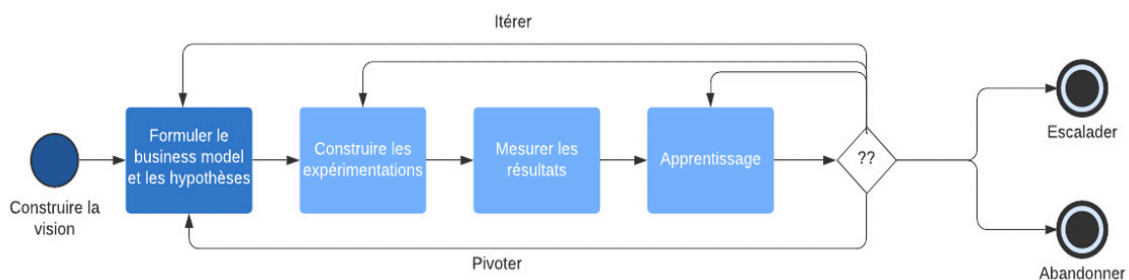 Itérer
Construire la
vision
Formuler le
business model
et les hypothèses
Construire les
expérimentations
Mesurer les
résultats
Apprentissage
??
Escalader
Abandonner
Pivoter